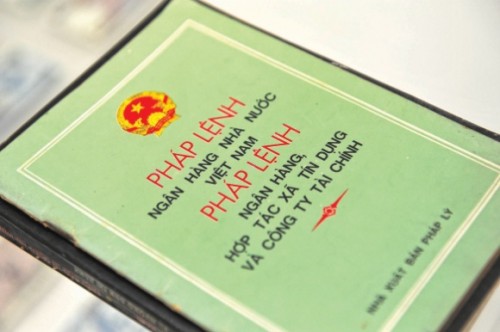 PHÁP LỆNH
NGÂN HÀNG NHÀ NƯỚC
VIỆT NAM
PHÁP LỆNH
NGÂN HÀNG,
HỢP TÁC XÃ TÍN DỤNG
VÀ CÔNG TY TÀI CHÍNH
NHÀ XUẤT BẢN PHÁP LÝ